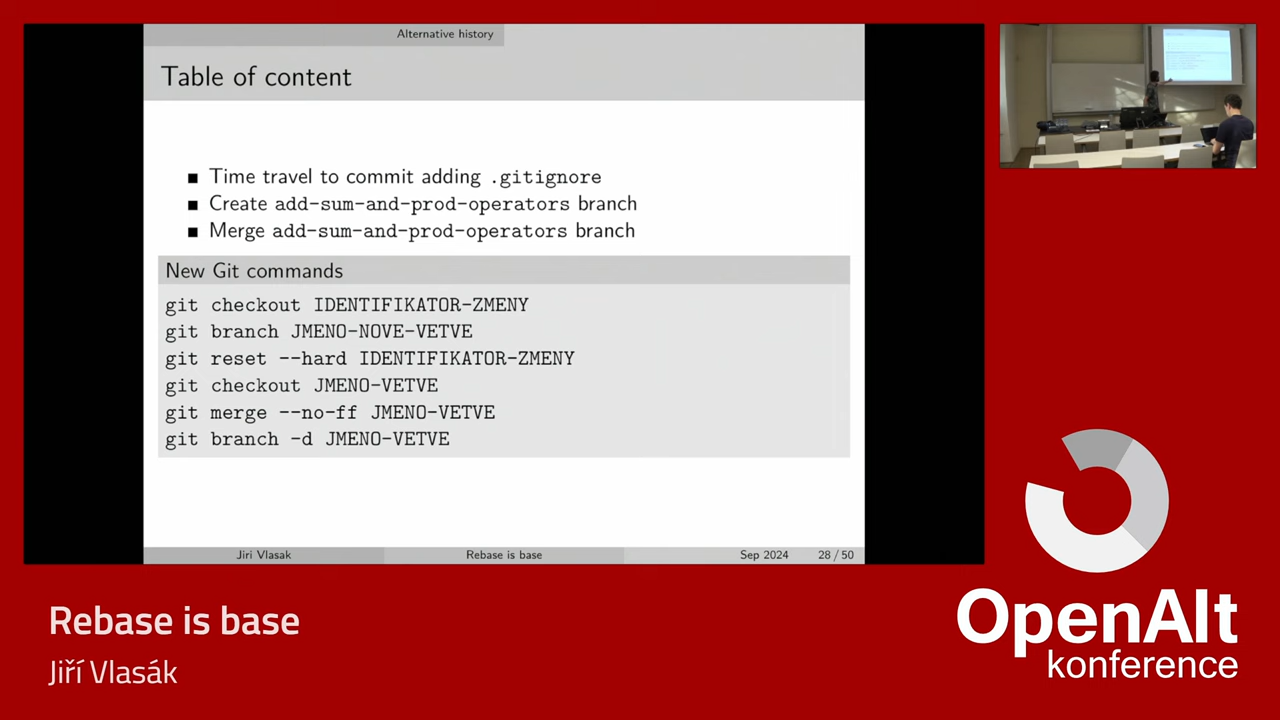 Alternative history
Table of content
Time travel to commit adding .gitignore
Create add-sum-and-prod-operators branch
Merge add-sum-and-prod-operators branch
New Git commands
git checkout IDENTIFIKATOR-ZMENY
git branch JMENO-NOVE-VETVE
git reset --hard IDENTIFIKATOR-ZMENY
git checkout JMENO-VETVE
git merge --no-ff JMENO-VETVE
git branch -d JMENO-VETVE
Jiri Vlasak Rebase is base Sep 2024 28 / 50
Rebase is base
Jiří Vlasák
OpenAlt
konference